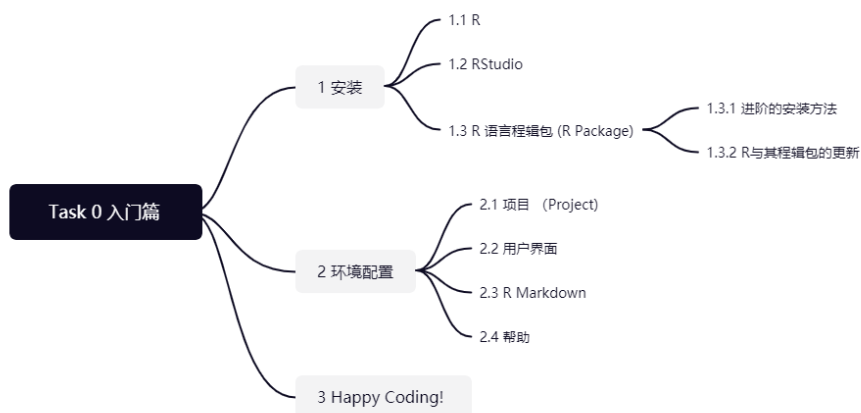 Task 0 入门篇
1 安装
1.1 R
1.2 RStudio
1.3 R 语言程辑包 (R Package)
1.3.1 进阶的安装方法
1.3.2 R与其程辑包的更新
2 环境配置
2.1 项目 （Project)
2.2 用户界面
2.3 R Markdown
2.4 帮助
3 Happy Coding!